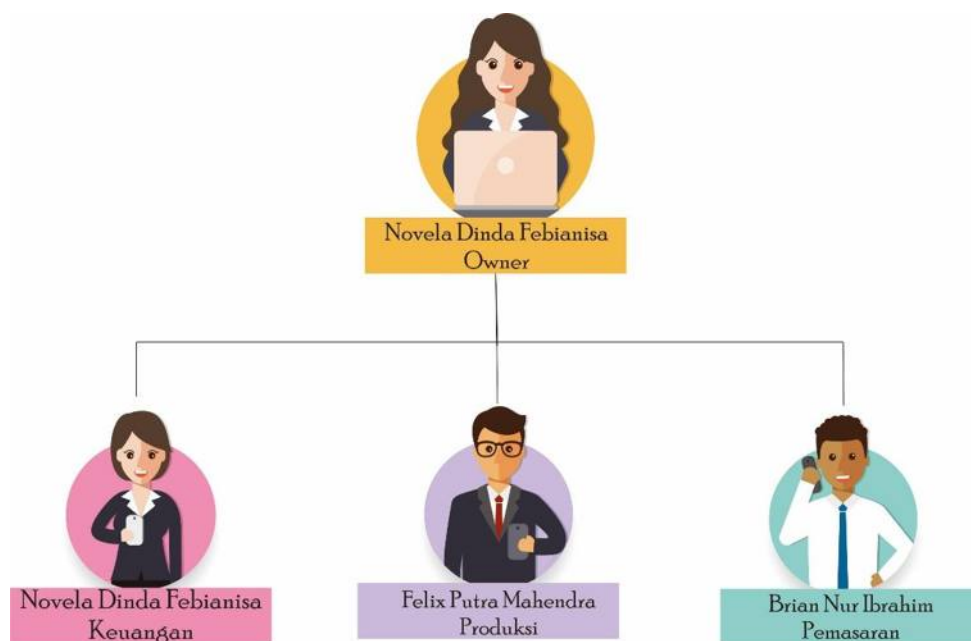 Novela Dinda Febianisa
Owner
Novela Dinda Febianisa
Keuangan
Felix Putra Mahendra
Produksi
Brian Nur Ibrahim
Pemasaran